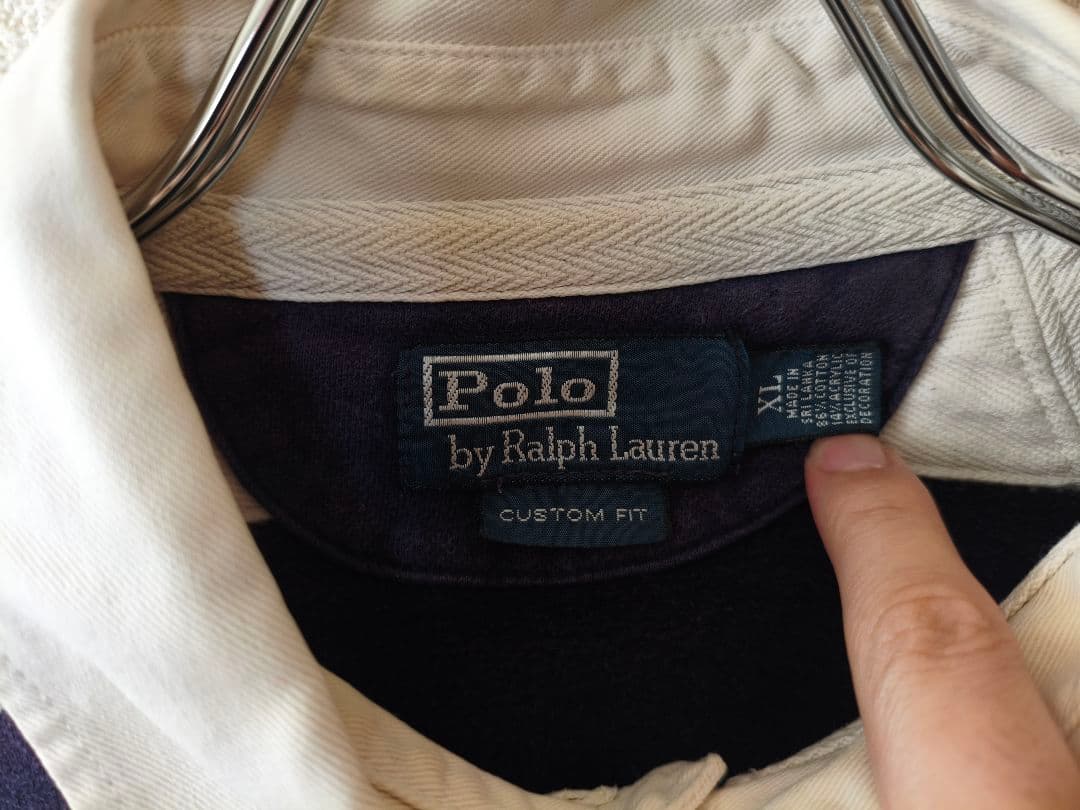 Polo
by Ralph Lauren
CUSTOM FIT
XL
MADE IN
SRI LANKA
86% COTTON
14% ACRYLIC
EXCLUSIVE OF
DECORATION